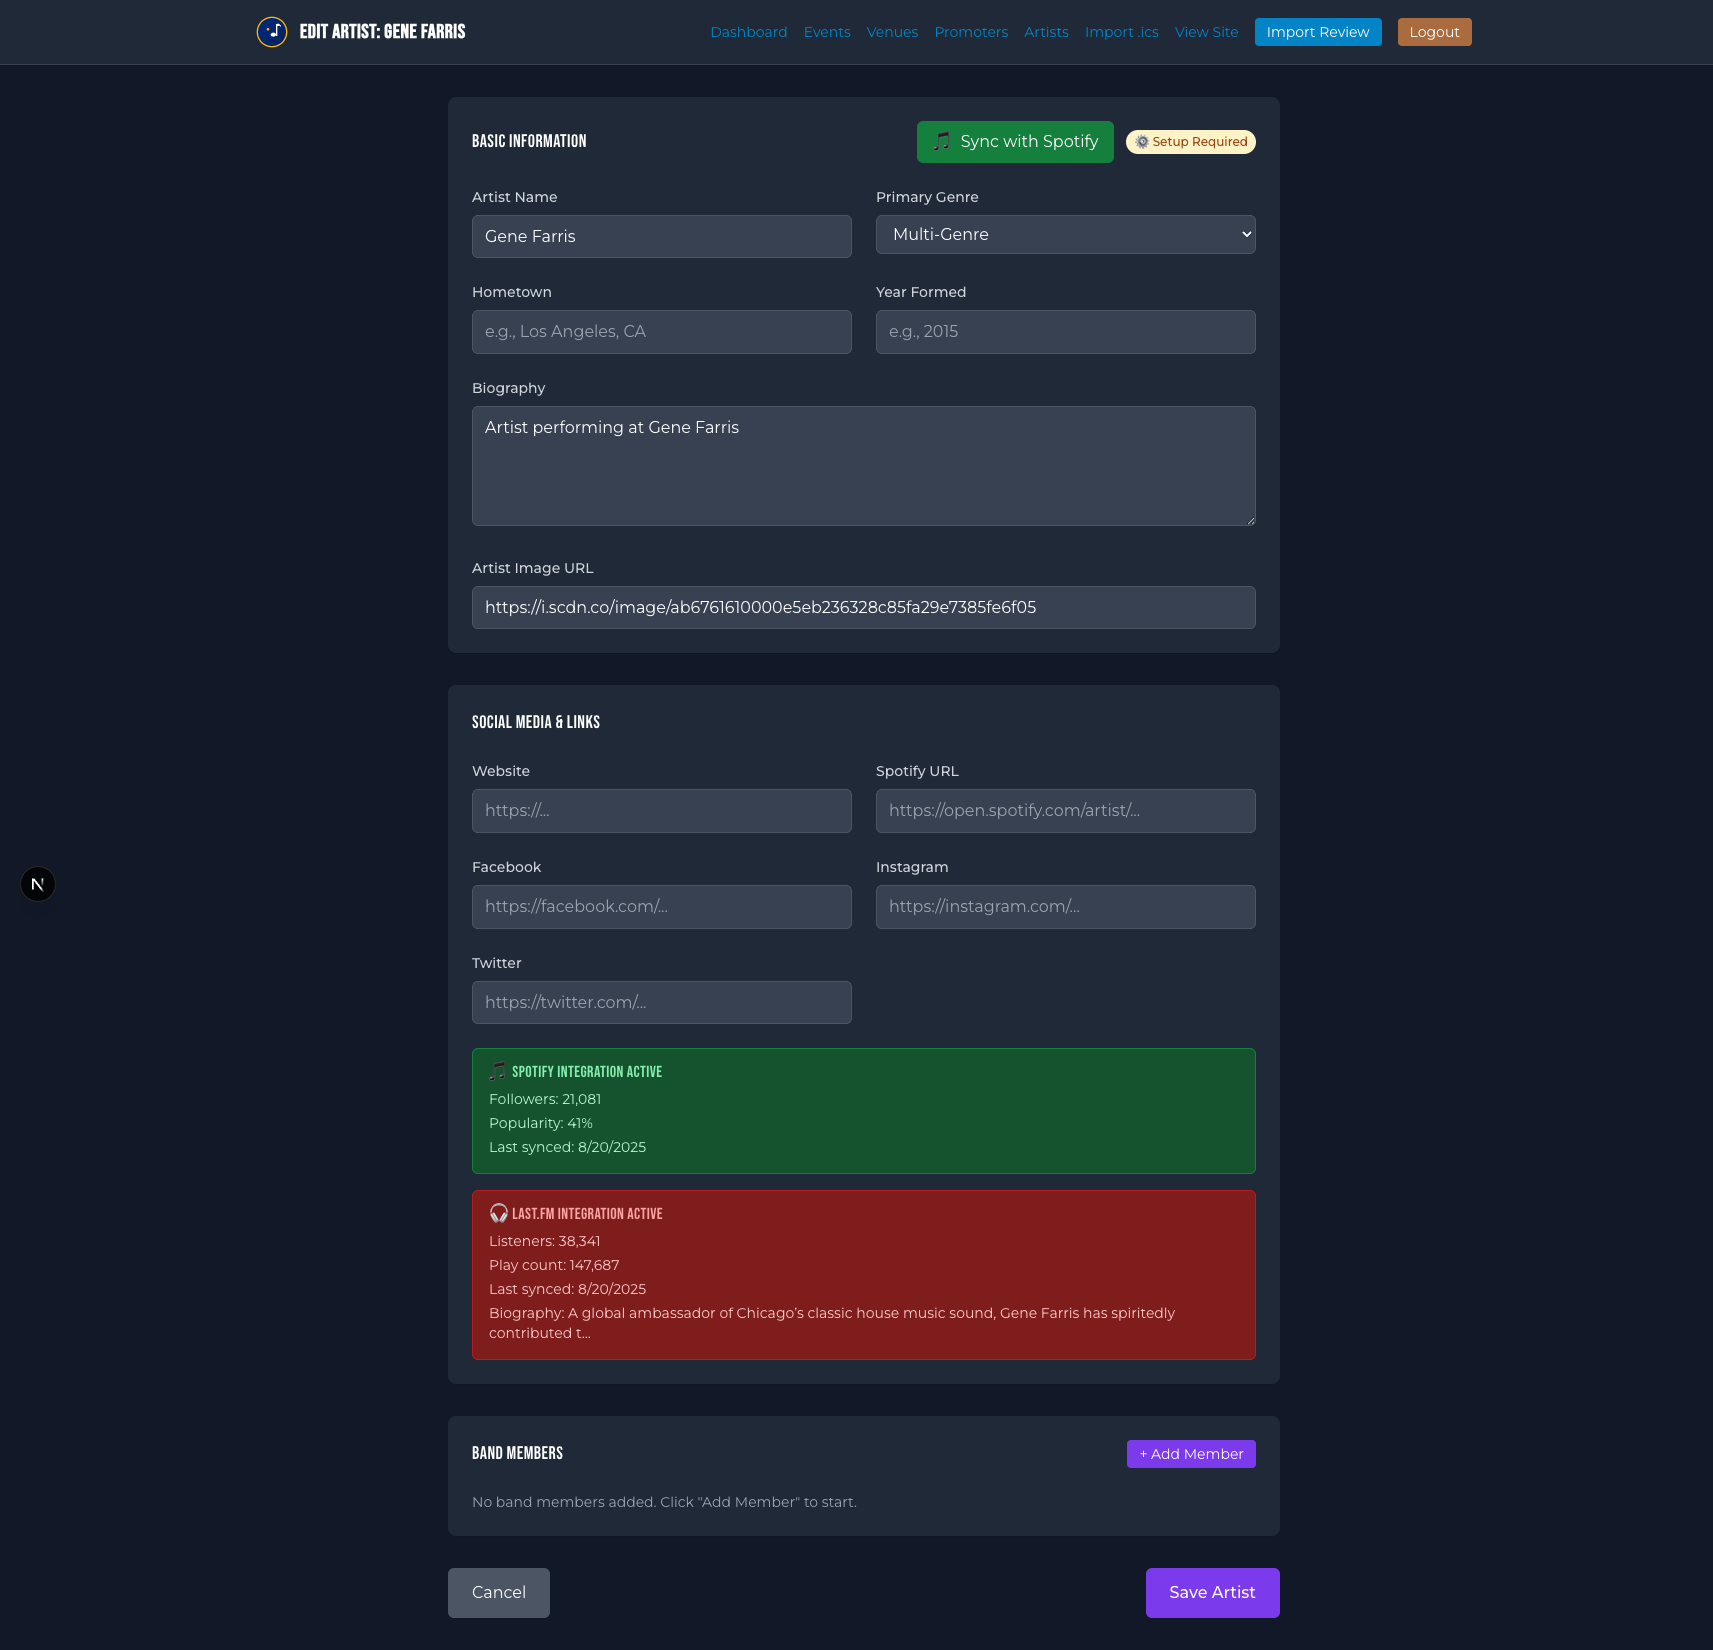 EDIT ARTIST: GENE FARRIS
Dashboard Events Venues Promoters Artists Import .ics View Site Import Review Logout
BASIC INFORMATION
Sync with Spotify
Setup Required
Artist Name
Gene Farris
Primary Genre
Multi-Genre
Hometown
e.g., Los Angeles, CA
Year Formed
e.g., 2015
Biography
Artist performing at Gene Farris
Artist Image URL
https://i.scdn.co/image/ab6761610000e5eb236328c85fa29e7385fe6f05
SOCIAL MEDIA & LINKS
Website
https://...
Spotify URL
https://open.spotify.com/artist/...
Facebook
https://facebook.com/...
Instagram
https://instagram.com/...
Twitter
https://twitter.com/...
SPOTIFY INTEGRATION ACTIVE
Followers: 21,081
Popularity: 41%
Last synced: 8/20/2025
LAST.FM INTEGRATION ACTIVE
Listeners: 38,341
Play count: 147,687
Last synced: 8/20/2025
Biography: A global ambassador of Chicago's classic house music sound, Gene Farris has spiritedly
contributed t...
BAND MEMBERS
+ Add Member
No band members added. Click "Add Member" to start.
Cancel
Save Artist
N